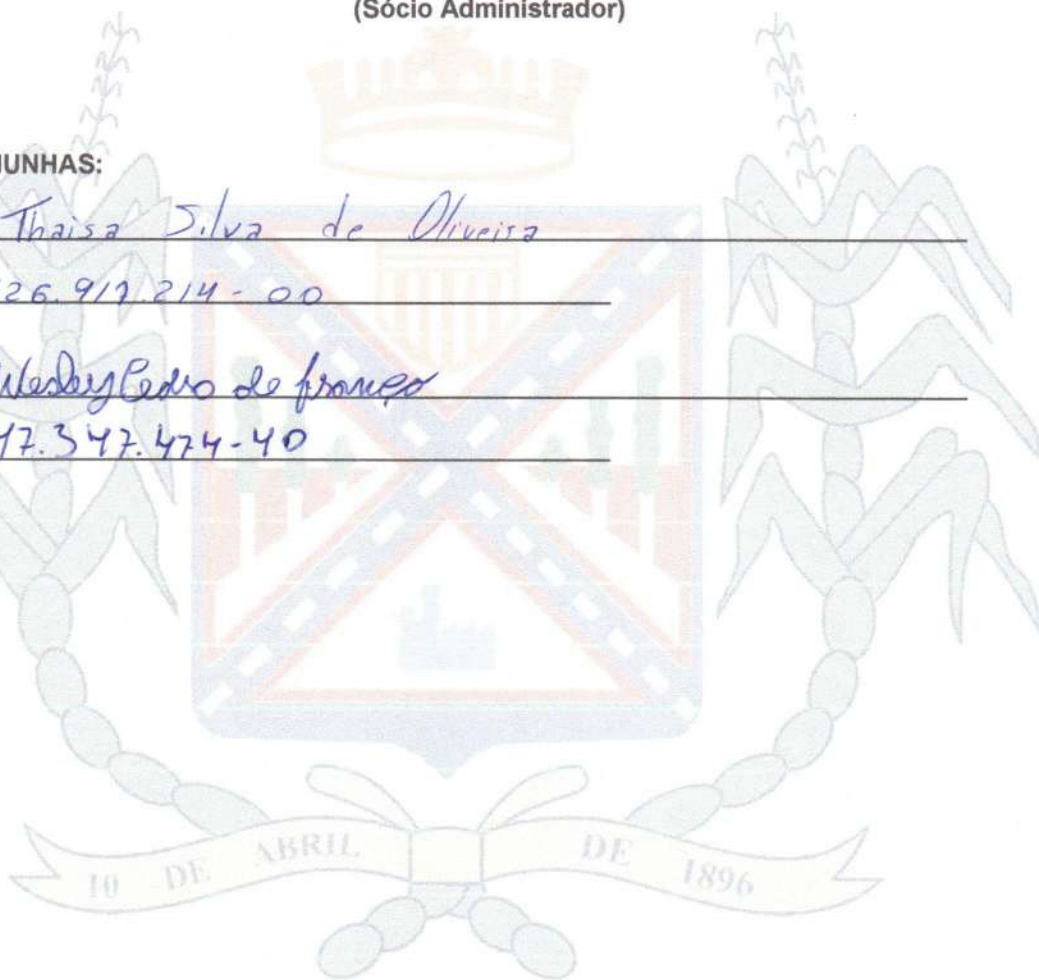 (Sócio Administrador)
MUNHAS:
Thaisa Silva de Oliveira
26.917.214-00
Wesley Pedro de França
17.347.474-40
10 DE ABRIL DE 1896